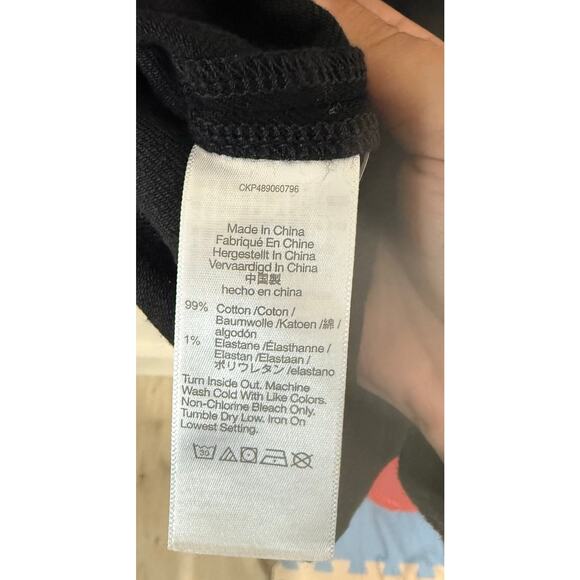 CKP489060796
Made In China
Fabriqué En Chine
Hergestellt In China
Vervaardigd In China
中国製
hecho en china
99% Cotton /Coton /
Baumwolle /Katoen /綿 /
algodón
1% Elastane /Élasthanne /
Elastan /Elastaan /
ポリウレタン /elastano
Turn Inside Out. Machine
Wash Cold With Like Colors.
Non-Chlorine Bleach Only.
Tumble Dry Low. Iron On
Lowest Setting.
30